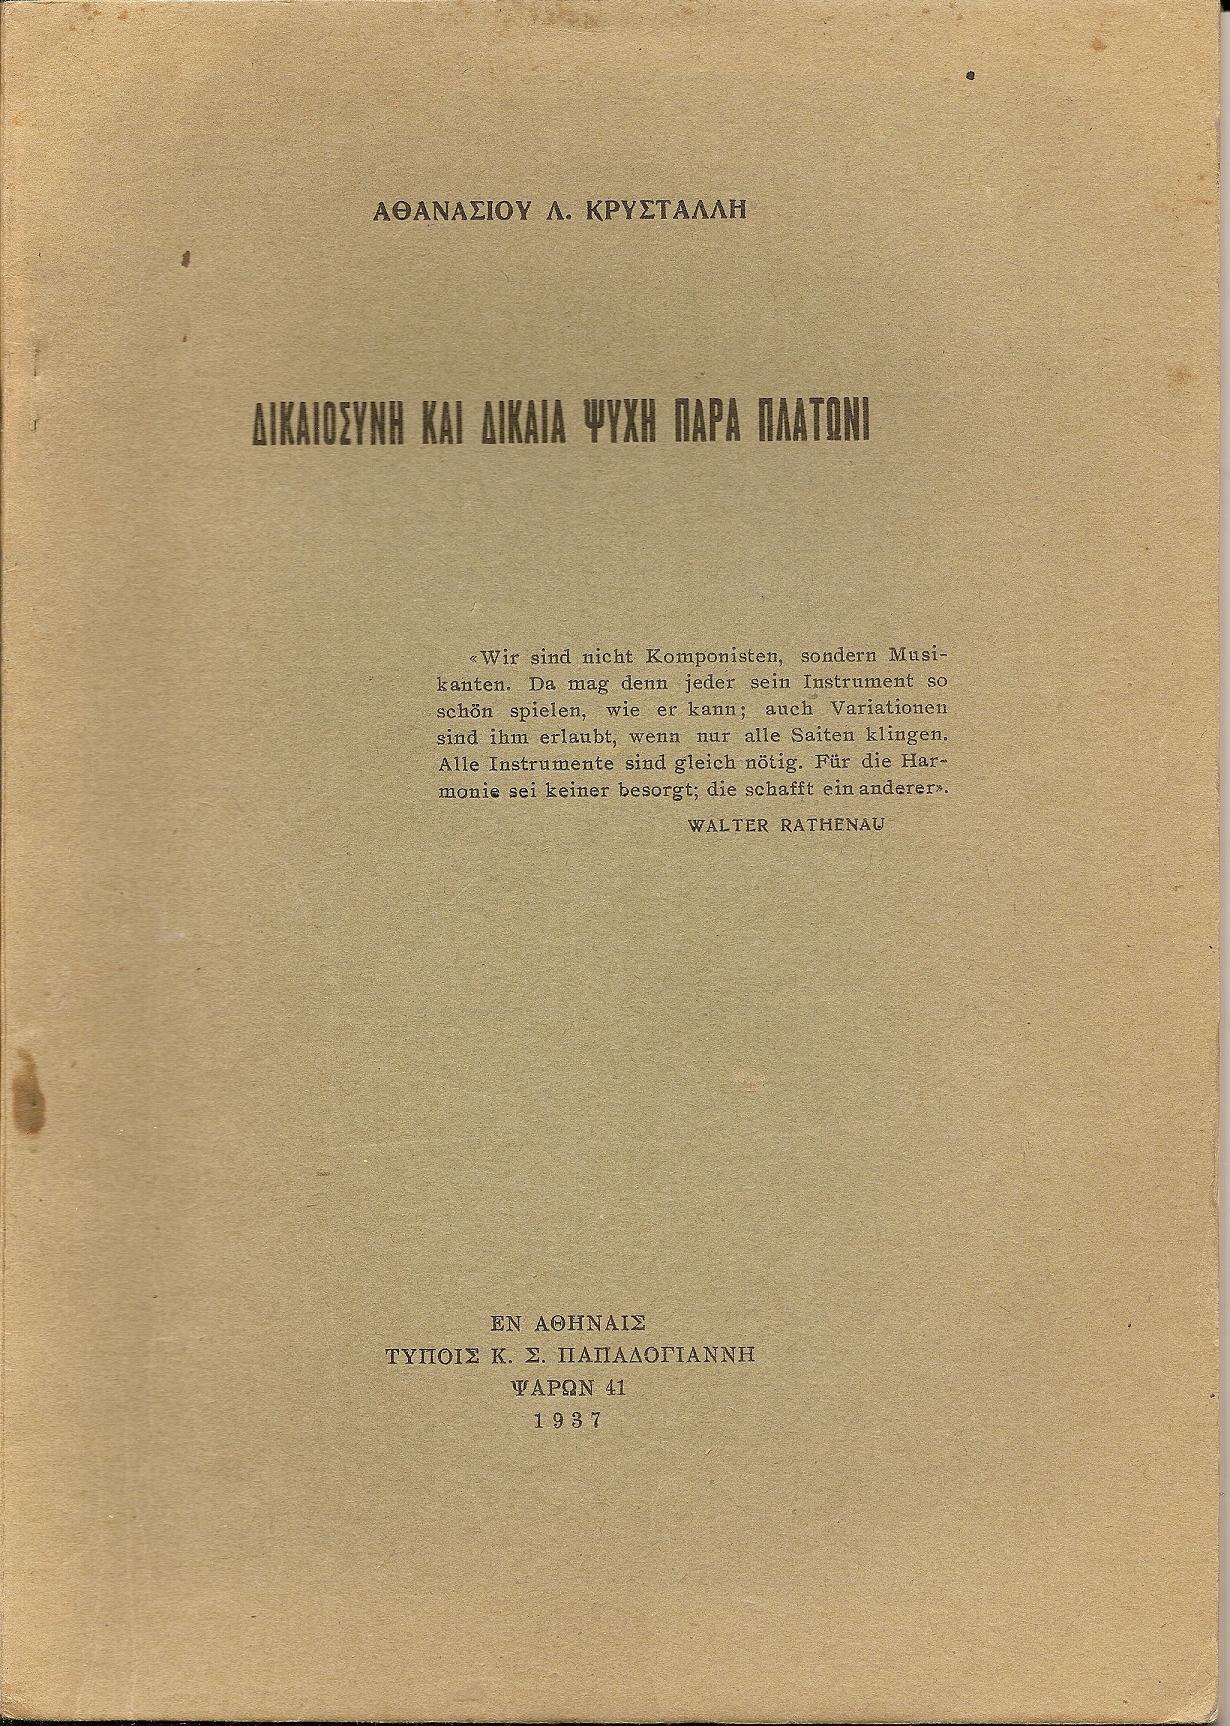 ΑΘΑΝΑΣΙΟΥ Λ. ΚΡΥΣΤΑΛΛΗ
ΔΙΚΑΙΟΣΥΝΗ ΚΑΙ ΔΙΚΑΙΑ ΨΥΧΗ ΠΑΡΑ ΠΛΑΤΩΝΙ
«Wir sind nicht Komponisten, sondern Musi-
kanten. Da mag denn jeder sein Instrument so
schön spielen, wie er kann; auch Variationen
sind ihm erlaubt, wenn nur alle Saiten klingen.
Alle Instrumente sind gleich nötig. Für die Har-
monie sei keiner besorgt; die schafft ein anderer».
WALTER RATHENAU
ΕΝ ΑΘΗΝΑΙΣ
ΤΥΠΟΙΣ Κ. Σ. ΠΑΠΑΔΟΓΙΑΝΝΗ
ΨΑΡΩΝ 41
1937